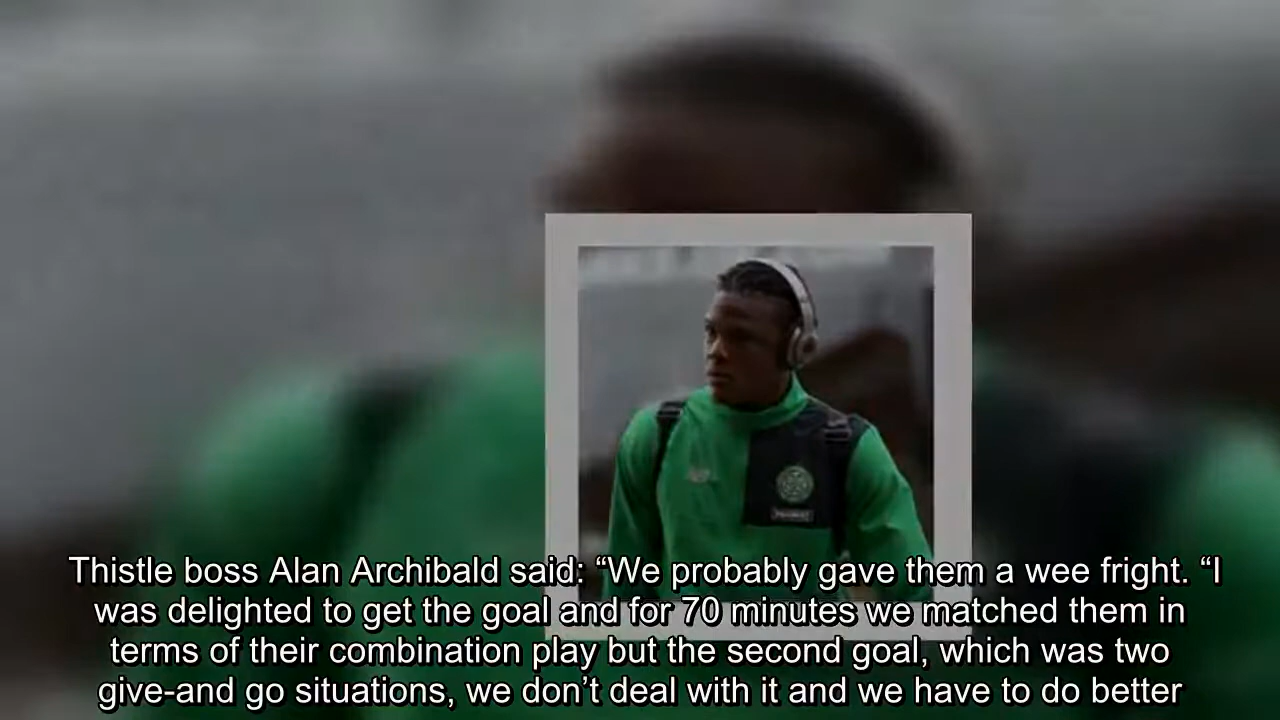 Thistle boss Alan Archibald said: “We probably gave them a wee fright. “I
was delighted to get the goal and for 70 minutes we matched them in
terms of their combination play but the second goal, which was two
give-and go situations, we don’t deal with it and we have to do better